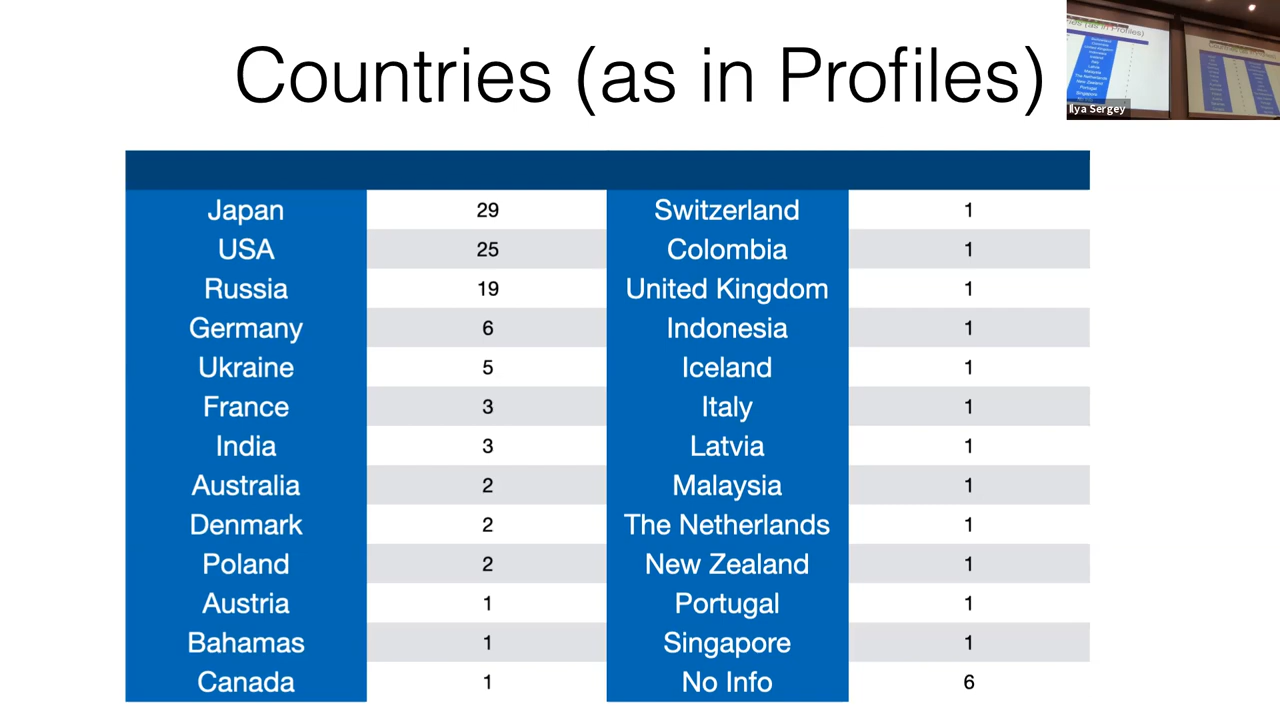 Countries (as in Profiles)
Ilya Sergey
Japan 29 Switzerland 1
USA 25 Colombia 1
Russia 19 United Kingdom 1
Germany 6 Indonesia 1
Ukraine 5 Iceland 1
France 3 Italy 1
India 3 Latvia 1
Australia 2 Malaysia 1
Denmark 2 The Netherlands 1
Poland 2 New Zealand 1
Austria 1 Portugal 1
Bahamas 1 Singapore 1
Canada 1 No Info 6